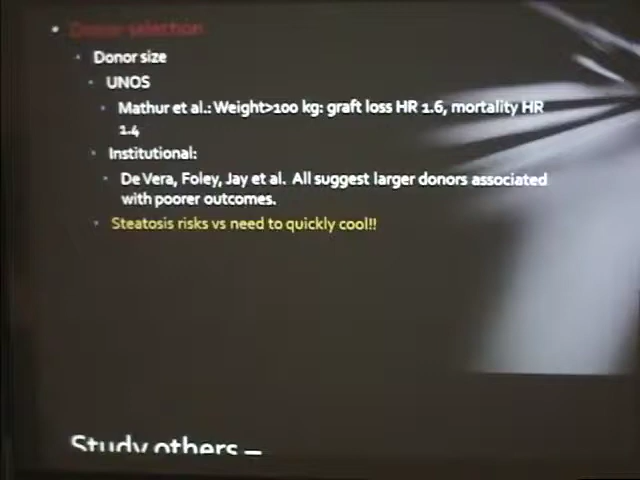 Donor selection
Donor size
UNOS
Mathur et al.: Weight>100 kg: graft loss HR 1.6, mortality HR
1.4
Institutional:
De Vera, Foley, Jay et al. All suggest larger donors associated
with poorer outcomes.
Steatosis risks vs need to quickly cool!!
Study others –